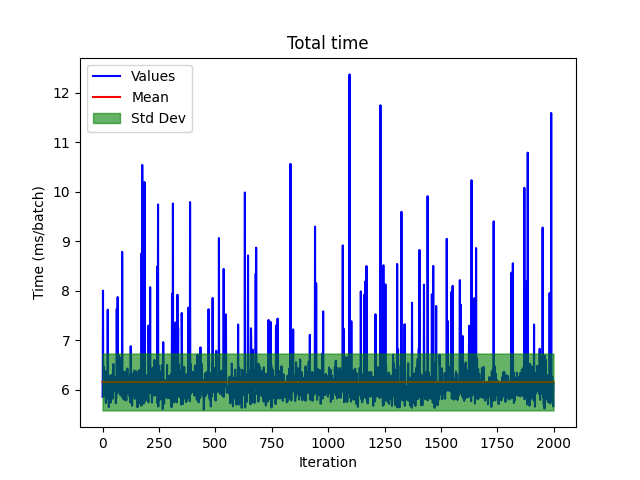 Total time
Values
Mean
Std Dev
12
11
10
9
8
7
6
Time (ms/batch)
0 250 500 750 1000 1250 1500 1750 2000
Iteration